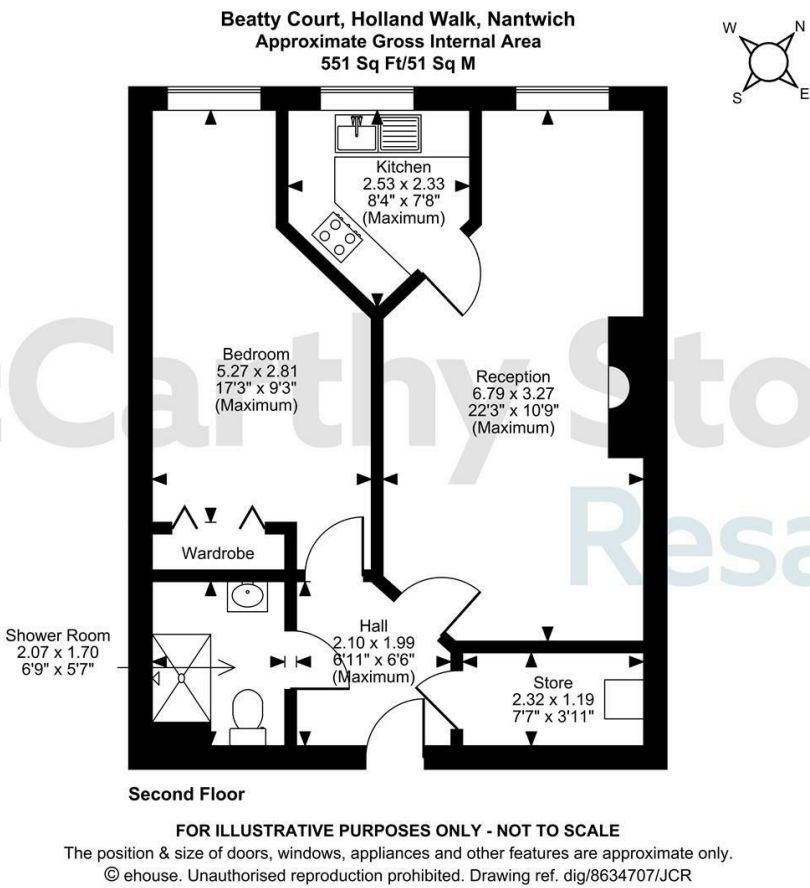 Beatty Court, Holland Walk, Nantwich
Approximate Gross Internal Area
551 Sq Ft/51 Sq M
W
N
S
E
Kitchen
2.53 x 2.33
8'4" x 7'8"
(Maximum)
Bedroom
5.27 x 2.81
17'3" x 9'3"
(Maximum)
Reception
6.79 x 3.27
22'3" x 10'9"
(Maximum)
cCarthy Sto
Resa
Wardrobe
Shower Room
2.07 x 1.70
6'9" x 5'7"
Hall
2.10 x 1.99
6'11" x 6'6"
(Maximum)
Store
2.32 x 1.19
7'7" x 3'11"
Second Floor
FOR ILLUSTRATIVE PURPOSES ONLY - NOT TO SCALE
The position & size of doors, windows, appliances and other features are approximate only.
© ehouse. Unauthorised reproduction prohibited. Drawing ref. dig/8634707/JCR